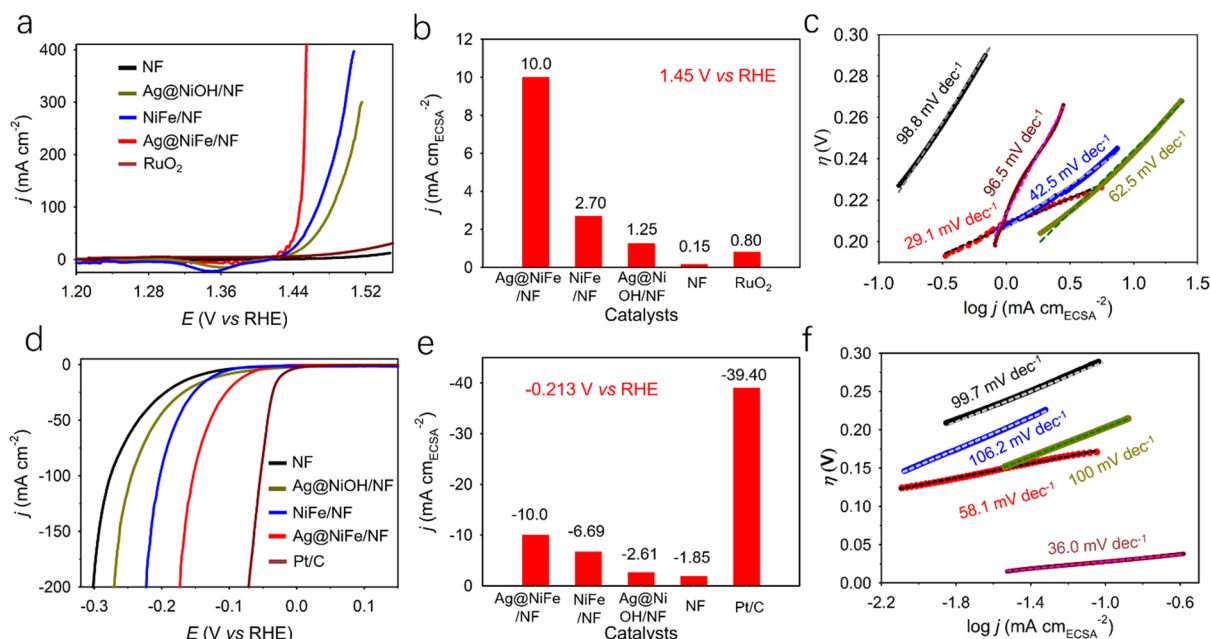 a
j (mA cm⁻²)
400
300
200
100
0
NF
Ag@NiOH/NF
NiFe/NF
Ag@NiFe/NF
RuO₂
1.20 1.28 1.36 1.44 1.52
E (V vs RHE)
b
j (mA cm_ECSA⁻²)
12
10
8
6
4
2
0
1.45 V vs RHE
10.0
2.70
1.25
0.15
0.80
Ag@NiFe
/NF
NiFe
/NF
Ag@Ni
OH/NF
NF
RuO₂
Catalysts
c
η (V)
0.30
0.28
0.26
0.24
0.22
0.20
98.8 mV dec⁻¹
96.5 mV dec⁻¹
42.5 mV dec⁻¹
62.5 mV dec⁻¹
29.1 mV dec⁻¹
-1.0 -0.5 0.0 0.5 1.0 1.5
log j (mA cm_ECSA⁻²)
d
j (mA cm⁻²)
0
-50
-100
-150
-200
NF
Ag@NiOH/NF
NiFe/NF
Ag@NiFe/NF
Pt/C
-0.3 -0.2 -0.1 0.0 0.1
E (V vs RHE)
e
j (mA cm_ECSA⁻²)
-40
-30
-20
-10
0
-0.213 V vs RHE
-10.0
-6.69
-2.61
-1.85
-39.40
Ag@NiFe
/NF
NiFe
/NF
Ag@Ni
OH/NF
NF
Pt/C
Catalysts
f
η (V)
0.30
0.25
0.20
0.15
0.10
0.05
0.00
99.7 mV dec⁻¹
106.2 mV dec⁻¹
100 mV dec⁻¹
58.1 mV dec⁻¹
36.0 mV dec⁻¹
-2.2 -1.8 -1.4 -1.0 -0.6
log j (mA cm_ECSA⁻²)